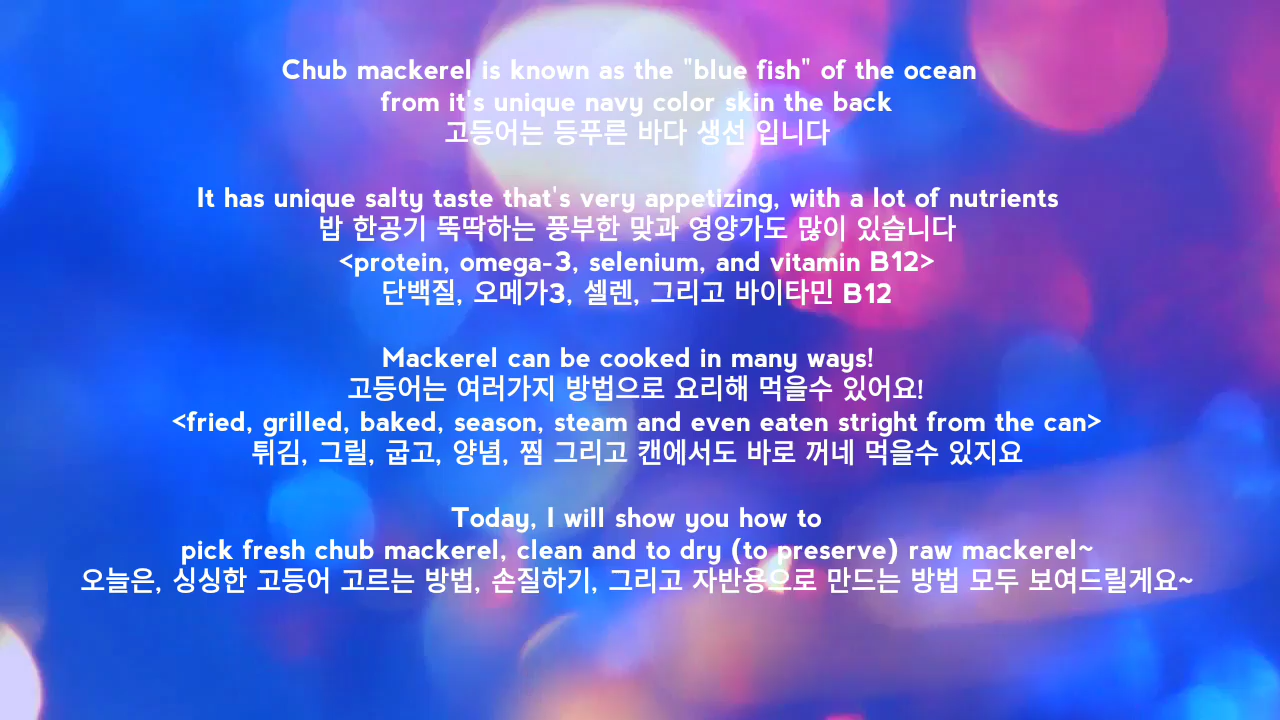 Chub mackerel is known as the "blue fish" of the ocean
from it's unique navy color skin the back
고등어는 등푸른 바다 생선 입니다
It has unique salty taste that's very appetizing, with a lot of nutrients
밥 한공기 뚝딱하는 풍부한 맞과 영양가도 많이 있습니다
<protein, omega-3, selenium, and vitamin B12>
단백질, 오메가3, 셀렌, 그리고 바이타민 B12
Mackerel can be cooked in many ways!
고등어는 여러가지 방법으로 요리해 먹을수 있어요!
<fried, grilled, baked, season, steam and even eaten stright from the can>
튀김, 그릴, 굽고, 양념, 찜 그리고 캔에서도 바로 꺼네 먹을수 있지요
Today, I will show you how to
pick fresh chub mackerel, clean and to dry (to preserve) raw mackerel~
오늘은, 싱싱한 고등어 고르는 방법, 손질하기, 그리고 자반용으로 만드는 방법 모두 보여드릴게요~